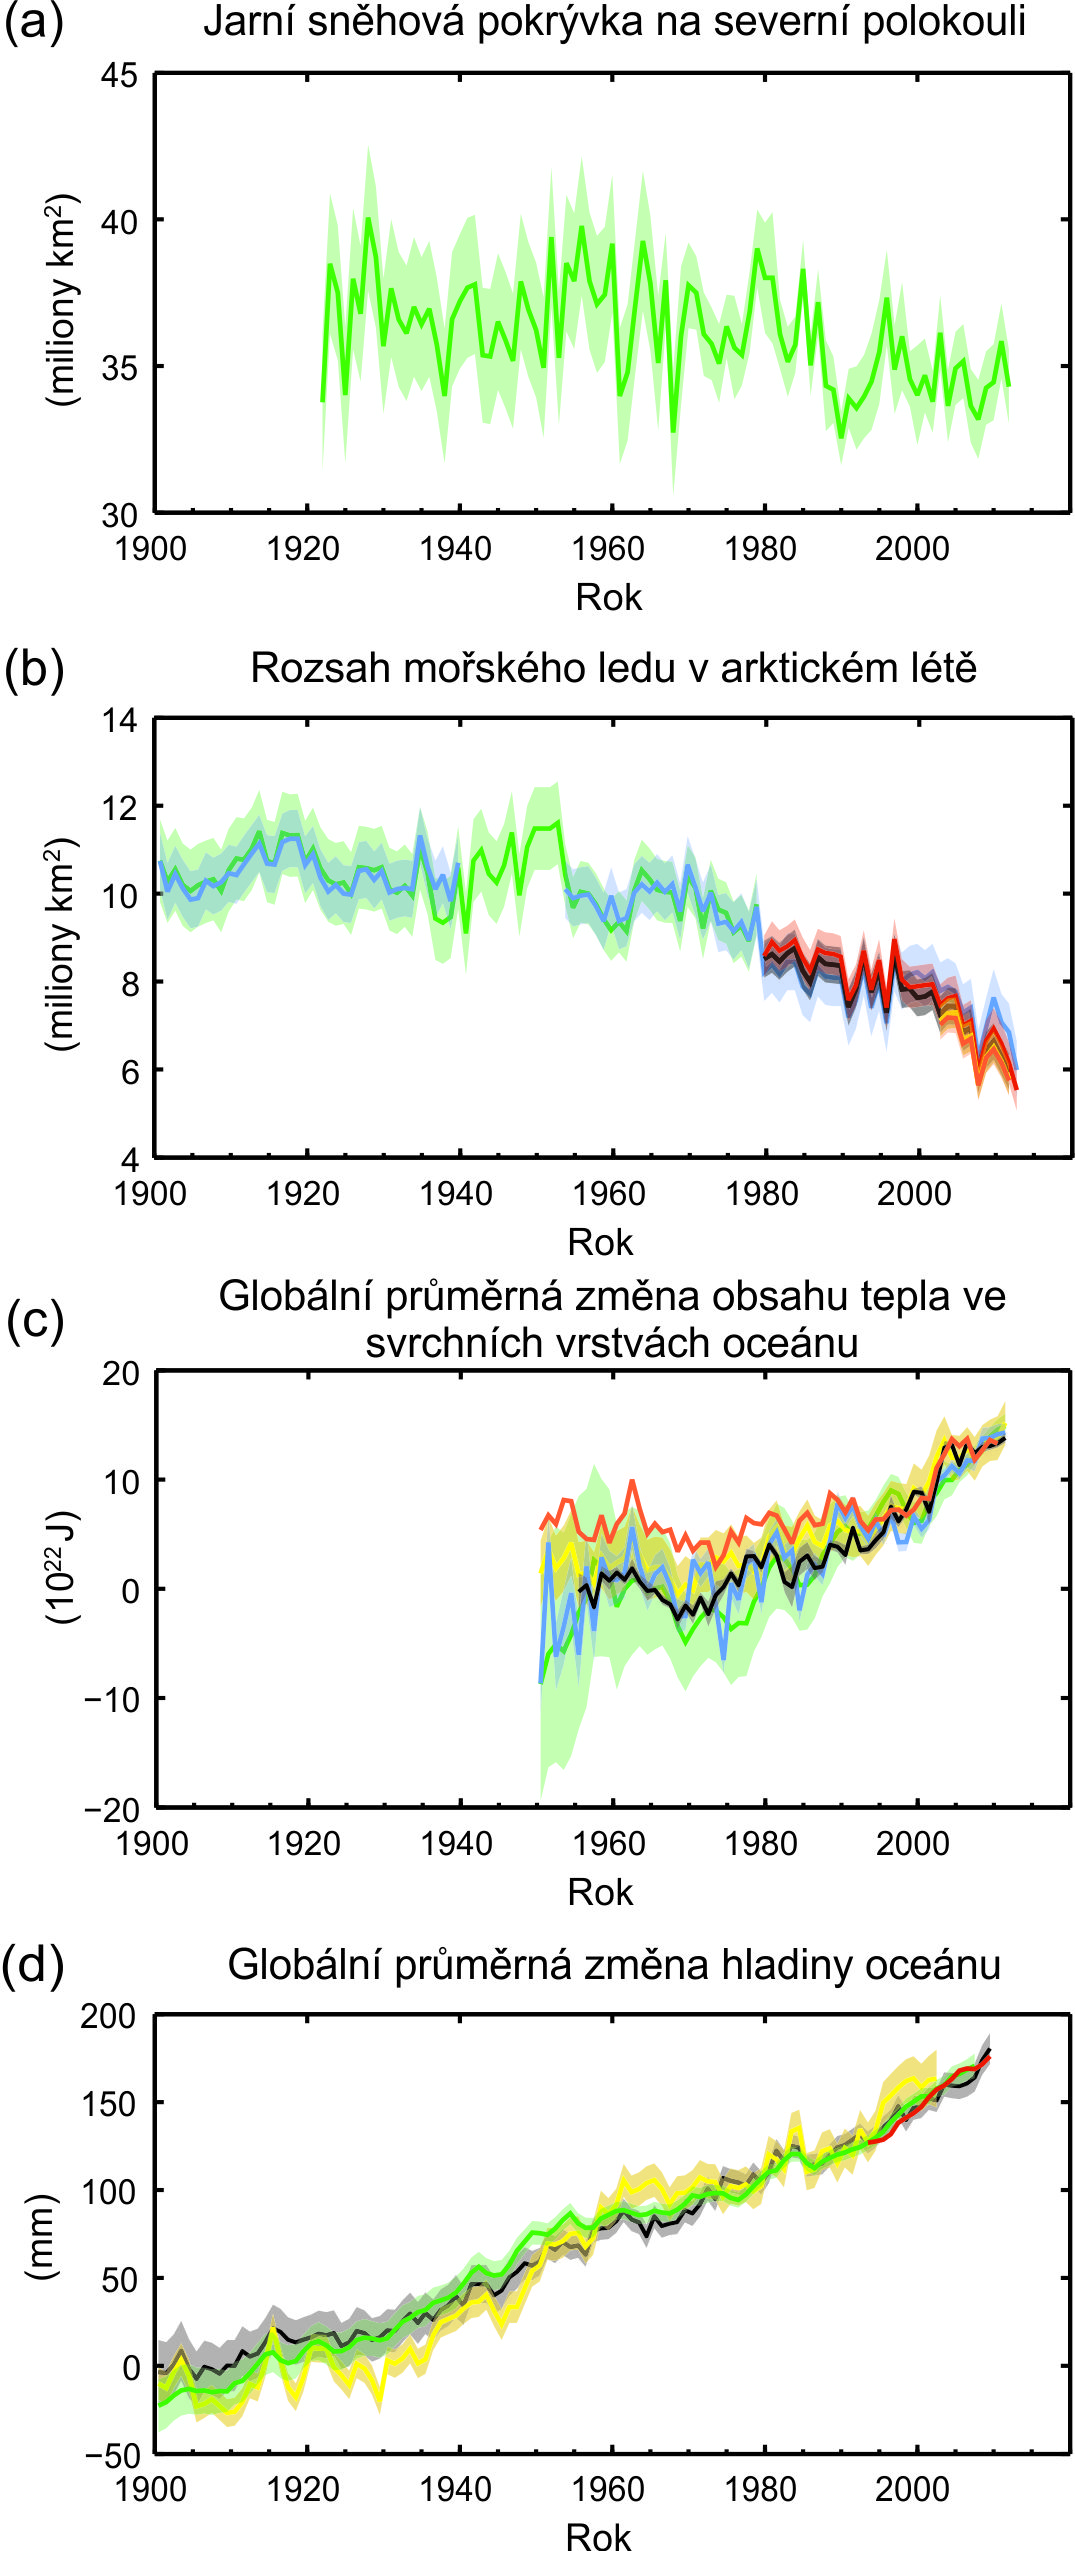 (a) Jarní sněhová pokrývka na severní polokouli
45
40
35
30
(miliony km²)
1900 1920 1940 1960 1980 2000
Rok
(b) Rozsah mořského ledu v arktickém létě
14
12
10
8
6
4
(miliony km²)
1900 1920 1940 1960 1980 2000
Rok
(c) Globální průměrná změna obsahu tepla ve
svrchních vrstvách oceánu
20
10
0
−10
−20
(10²² J)
1900 1920 1940 1960 1980 2000
Rok
(d) Globální průměrná změna hladiny oceánu
200
150
100
50
0
−50
(mm)
1900 1920 1940 1960 1980 2000
Rok